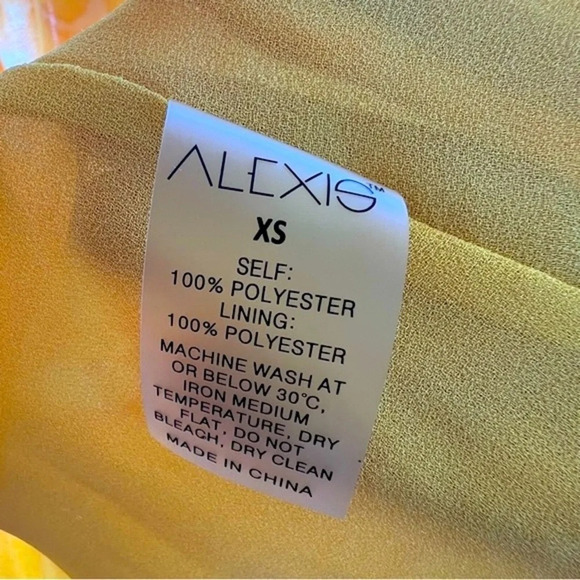 ALEXIS™
XS
SELF:
100% POLYESTER
LINING:
100% POLYESTER
MACHINE WASH AT
OR BELOW 30°C,
IRON MEDIUM
TEMPERATURE, DRY
FLAT, DO NOT
BLEACH, DRY CLEAN
MADE IN CHINA